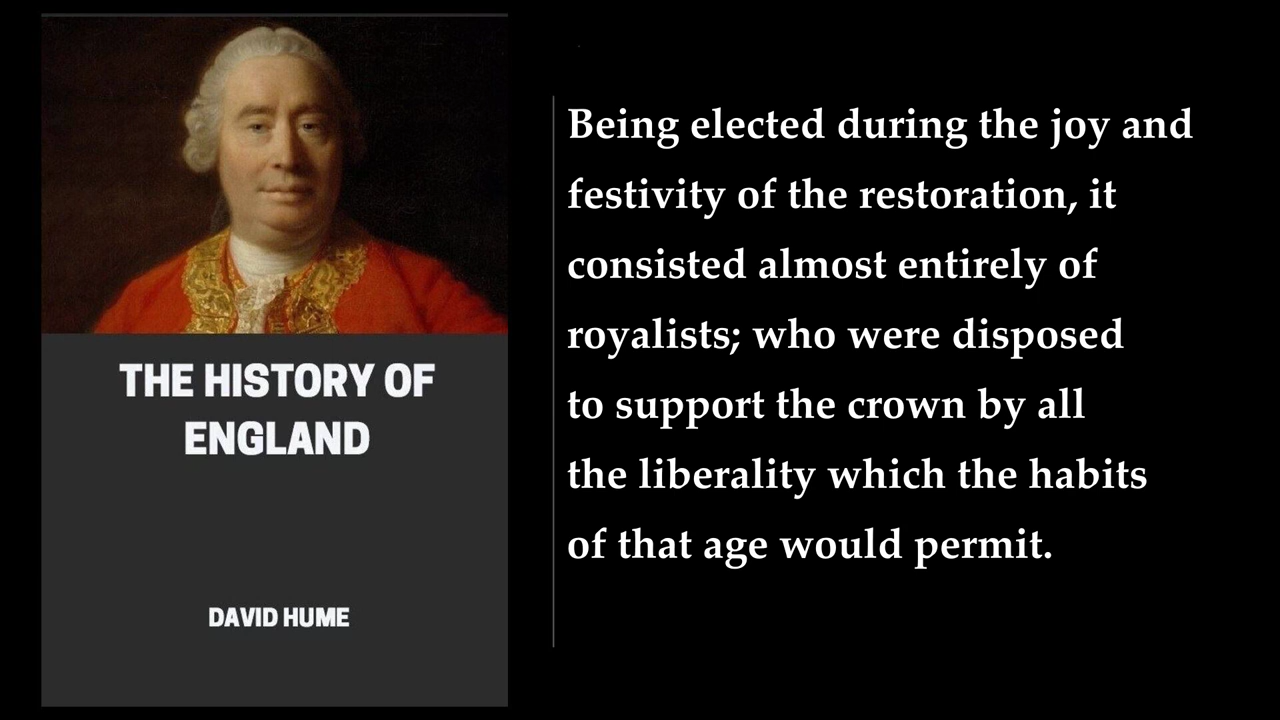 THE HISTORY OF
ENGLAND
DAVID HUME
Being elected during the joy and
festivity of the restoration, it
consisted almost entirely of
royalists; who were disposed
to support the crown by all
the liberality which the habits
of that age would permit.